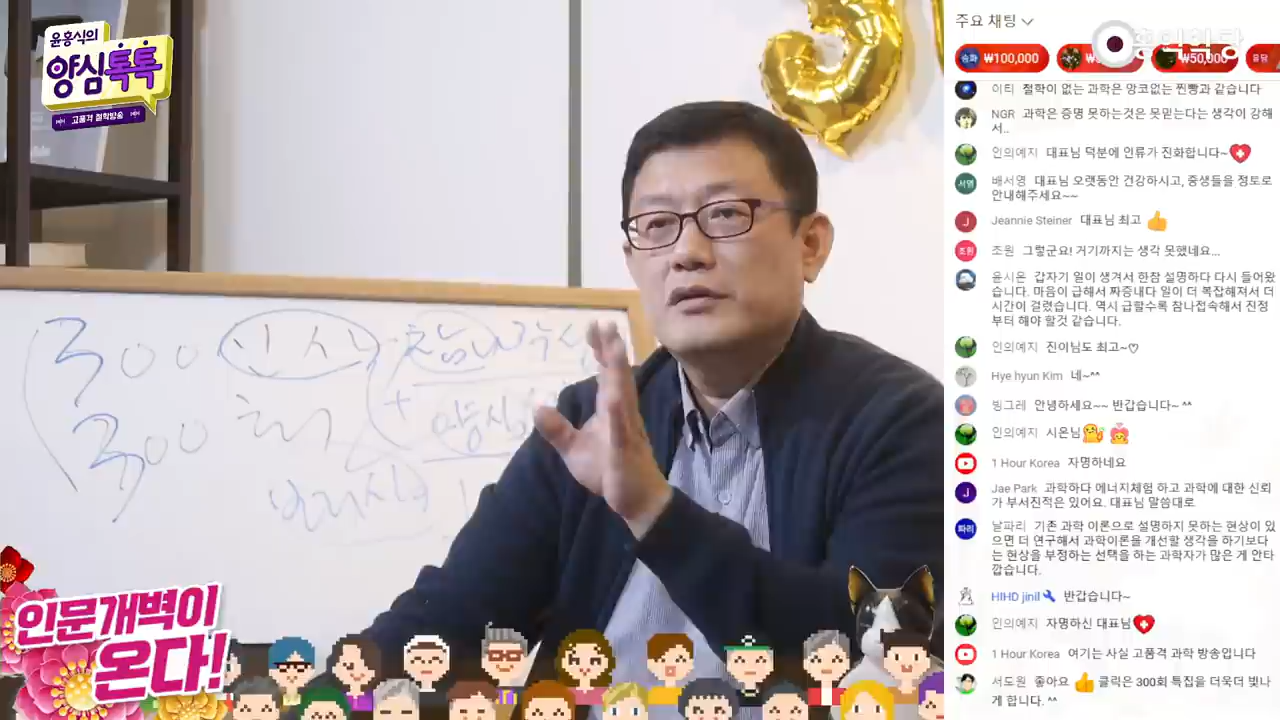 윤홍식의
양심톡톡
고품격 철학방송
300 인 시
300
인문개벽이
온다!
주요 채팅
홍익학당
승화 ₩100,000
₩50,000
이티 철학이 없는 과학은 앙코없는 찐빵과 같습니다
NGR 과학은 증명 못하는것은 못믿는다는 생각이 강해
서..
인의예지 대표님 덕분에 인류가 진화합니다~
서영 배서영 대표님 오랫동안 건강하시고, 중생들을 정토로
안내해주세요~~
J Jeannie Steiner 대표님 최고
조원 조원 그렇군요! 거기까지는 생각 못했네요...
윤시온 갑자기 일이 생겨서 한참 설명하다 다시 들어왔
습니다. 마음이 급해서 짜증내다 일이 더 복잡해져서 더
시간이 걸렸습니다. 역시 급할수록 참나접속해서 진정
부터 해야 할것 같습니다.
인의예지 진이님도 최고~♡
Hye hyun Kim 네~^^
빙그레 안녕하세요~~ 반갑습니다~ ^^
인의예지 시온님
1 Hour Korea 자명하네요
J Jae Park 과학하다 에너지체험 하고 과학에 대한 신뢰
가 부서진적은 있어요. 대표님 말씀대로
파리 날파리 기존 과학 이론으로 설명하지 못하는 현상이 있
으면 더 연구해서 과학이론을 개선할 생각을 하기보다
는 현상을 부정하는 선택을 하는 과학자가 많은 게 안타
깝습니다.
HIHD jinil 반갑습니다~
인의예지 자명하신 대표님
1 Hour Korea 여기는 사실 고품격 과학 방송입니다
서도원 좋아요 클릭은 300회 특집을 더욱더 빛나
게 합니다. ^^